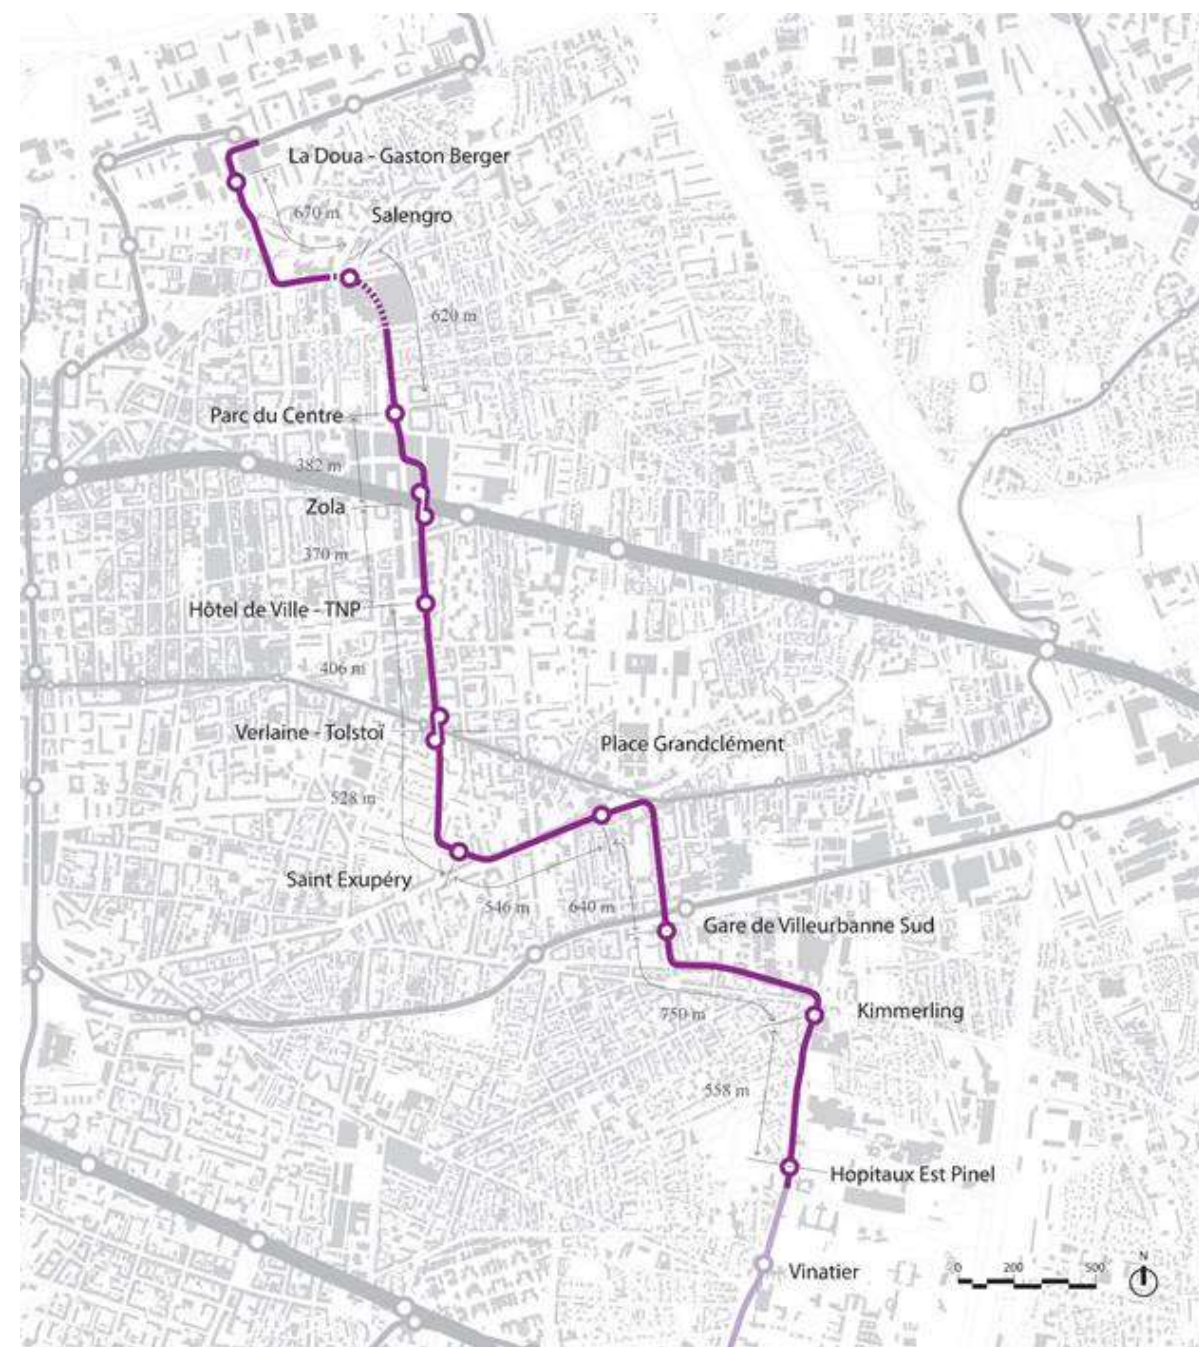 La Doua - Gaston Berger
670 m
Salengro
620 m
Parc du Centre
382 m
Zola
370 m
Hôtel de Ville - TNP
406 m
Verlaine - Tolstoï
Place Grandclément
528 m
Saint Exupéry
546 m
640 m
Gare de Villeurbanne Sud
750 m
Kimmerling
558 m
Hopitaux Est Pinel
Vinatier
0 200 500
N